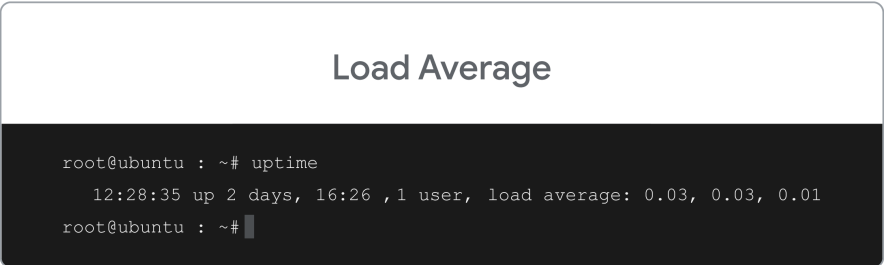 Load Average
root@ubuntu : ~# uptime
12:28:35 up 2 days, 16:26 ,1 user, load average: 0.03, 0.03, 0.01
root@ubuntu : ~#